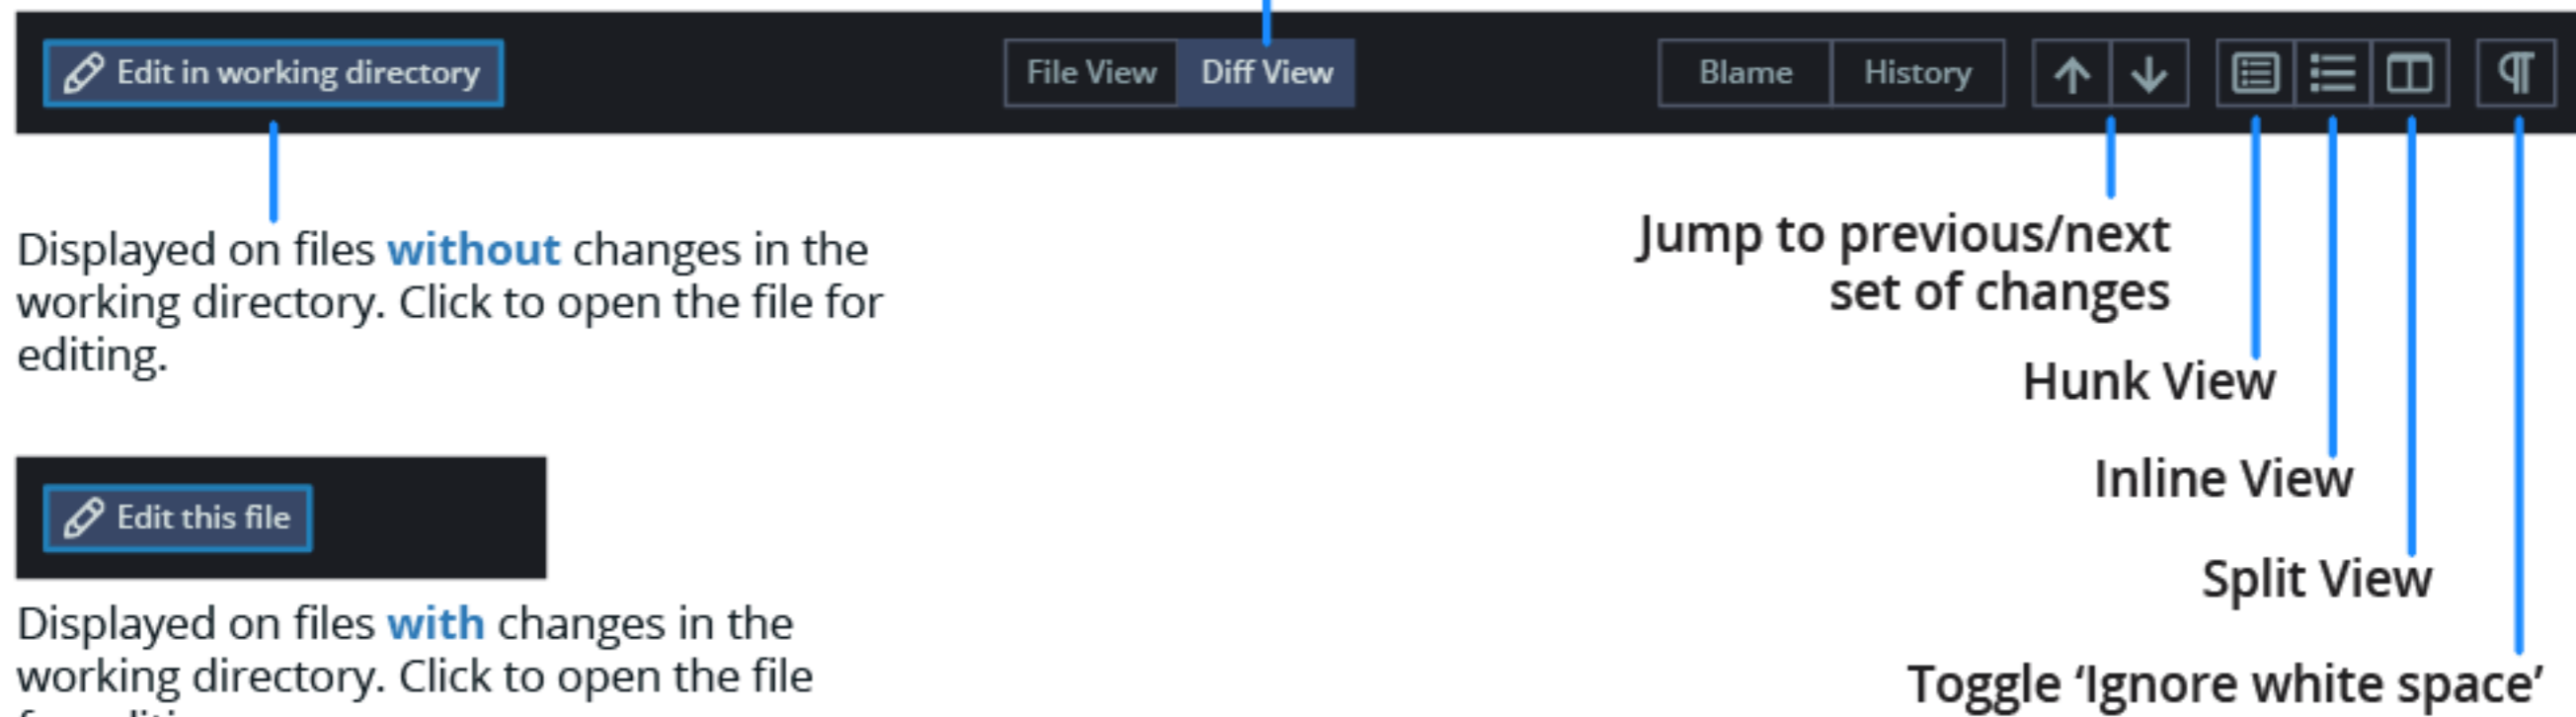 Edit in working directory
File View
Diff View
Blame
History
Displayed on files without changes in the
working directory. Click to open the file for
editing.
Jump to previous/next
set of changes
Hunk View
Inline View
Split View
Toggle ‘Ignore white space’
Edit this file
Displayed on files with changes in the
working directory. Click to open the file